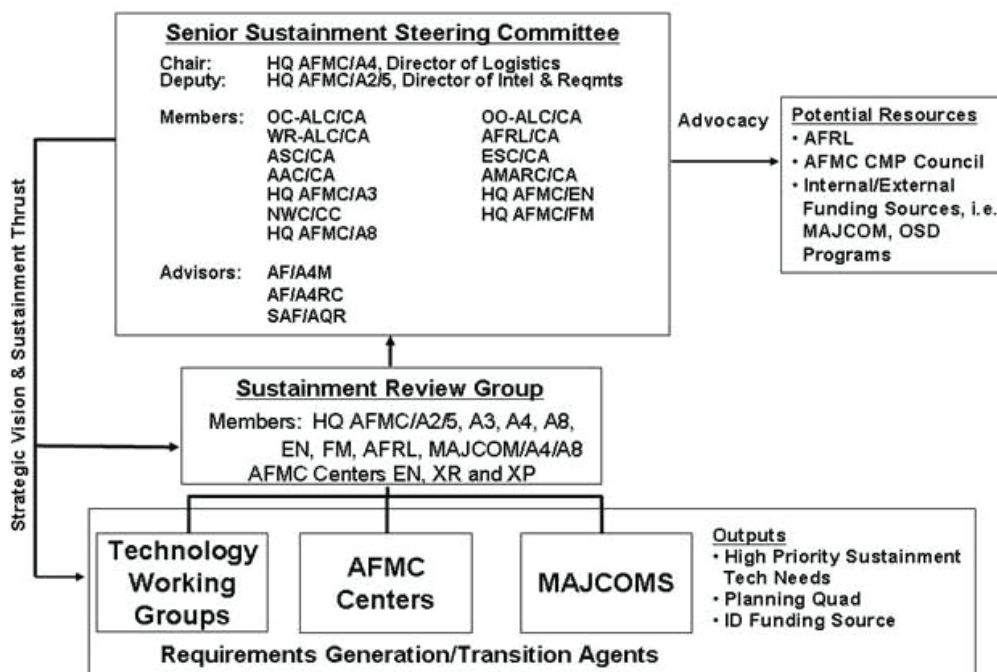 Senior Sustainment Steering Committee
Chair: HQ AFMC/A4, Director of Logistics
Deputy: HQ AFMC/A2/5, Director of Intel & Reqmts
Members: OC-ALC/CA OO-ALC/CA
WR-ALC/CA AFRL/CA
ASC/CA ESC/CA
AAC/CA AMARC/CA
HQ AFMC/A3 HQ AFMC/EN
NWC/CC HQ AFMC/FM
HQ AFMC/A8
Advisors: AF/A4M
AF/A4RC
SAF/AQR
Advocacy
Potential Resources
• AFRL
• AFMC CMP Council
• Internal/External
Funding Sources, i.e.
MAJCOM, OSD
Programs
Strategic Vision & Sustainment Thrust
Sustainment Review Group
Members: HQ AFMC/A2/5, A3, A4, A8,
EN, FM, AFRL, MAJCOM/A4/A8
AFMC Centers EN, XR and XP
Technology
Working
Groups
AFMC
Centers
MAJCOMS
Outputs
• High Priority Sustainment
Tech Needs
• Planning Quad
• ID Funding Source
Requirements Generation/Transition Agents